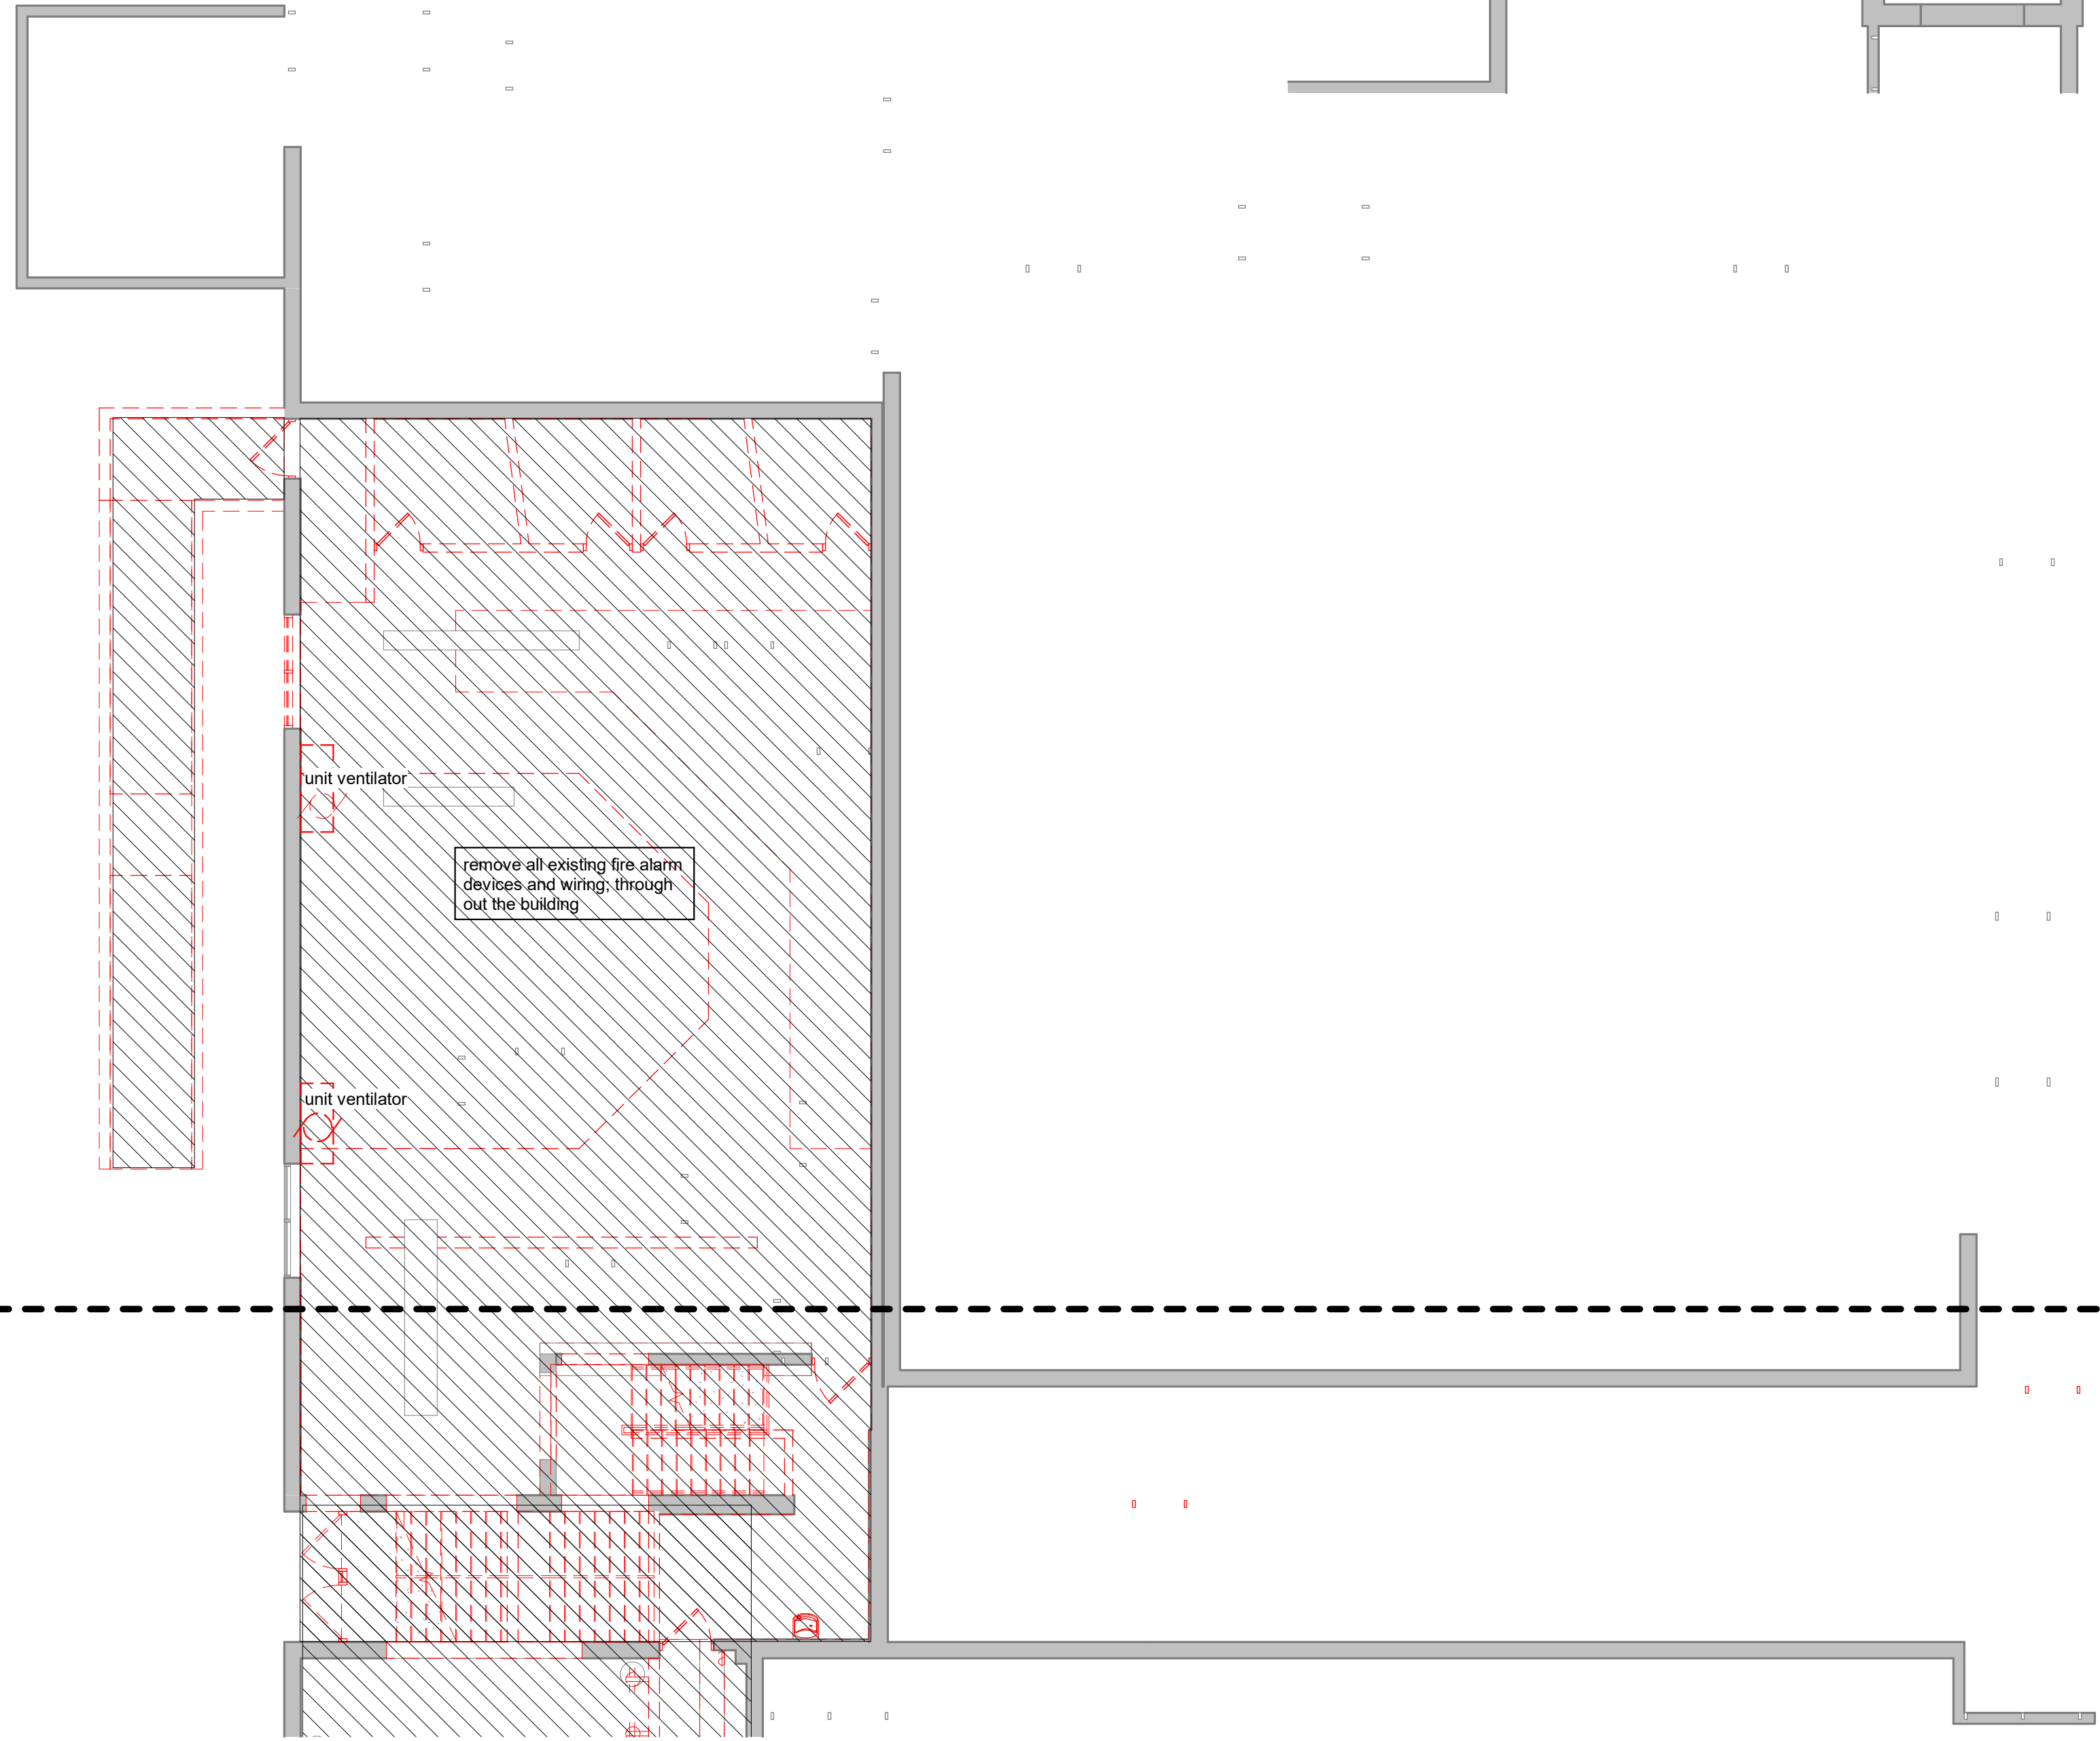 unit ventilator
remove all existing fire alarm
devices and wiring; through
out the building
unit ventilator